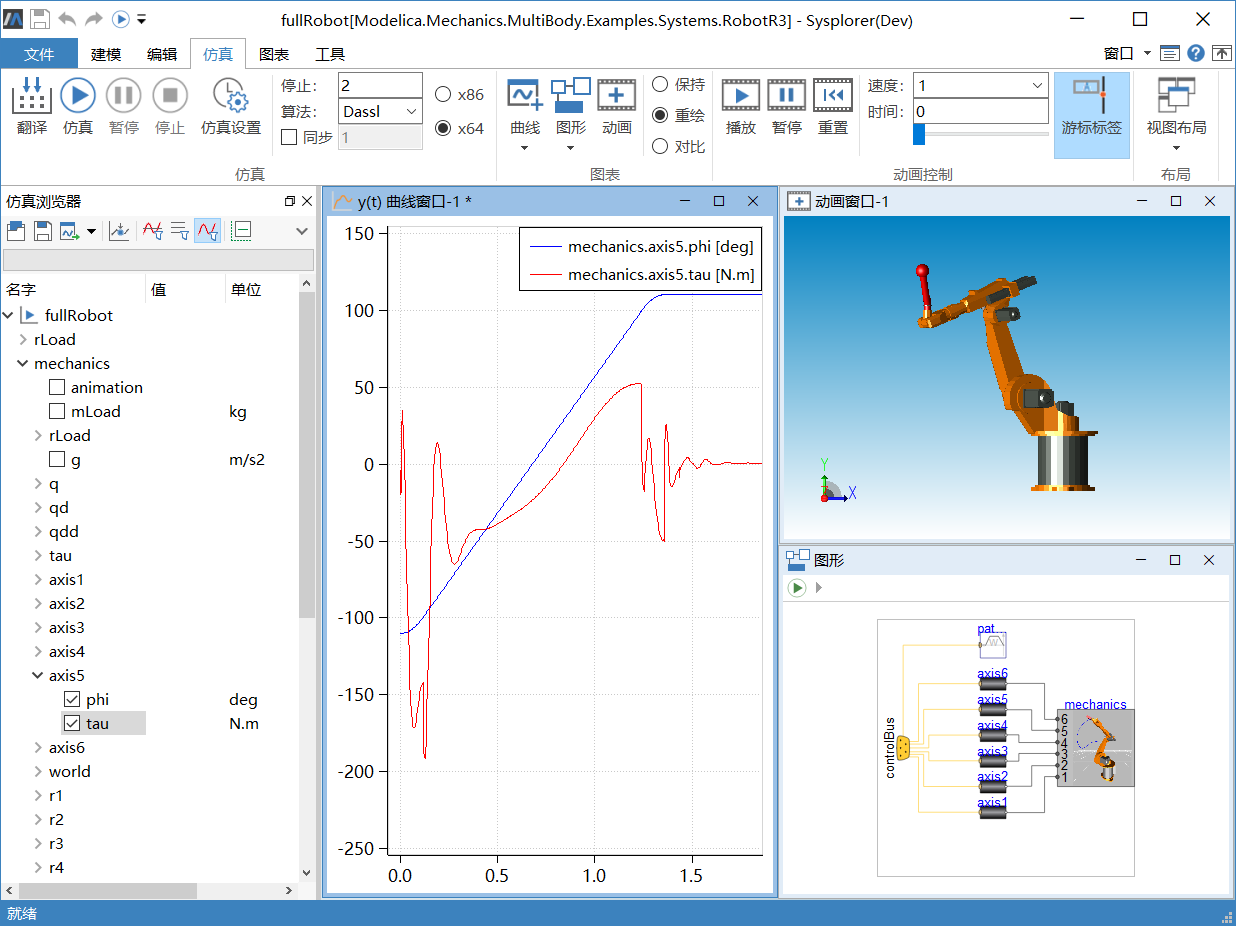 fullRobot[Modelica.Mechanics.MultiBody.Examples.Systems.RobotR3] - Sysplorer(Dev)
文件 建模 编辑 仿真 图表 工具 窗口
翻译 仿真 暂停 停止 仿真设置
停止: 2
算法: Dassl
同步 1
x86
x64
仿真
曲线 图形 动画
保持
重绘
对比
图表
播放 暂停 重置
速度: 1
时间: 0
动画控制
游标标签
视图布局
布局
仿真浏览器
名字 值 单位
fullRobot
rLoad
mechanics
animation
mLoad kg
rLoad
g m/s2
q
qd
qdd
tau
axis1
axis2
axis3
axis4
axis5
phi deg
tau N.m
axis6
world
r1
r2
r3
r4
y(t) 曲线窗口-1 *
mechanics.axis5.phi [deg]
mechanics.axis5.tau [N.m]
150
100
50
0
-50
-100
-150
-200
-250
0.0 0.5 1.0 1.5
动画窗口-1
Y
X
图形
pat...
axis6
axis5
axis4
axis3
axis2
axis1
controlBus
mechanics
6
5
4
3
2
1
就绪